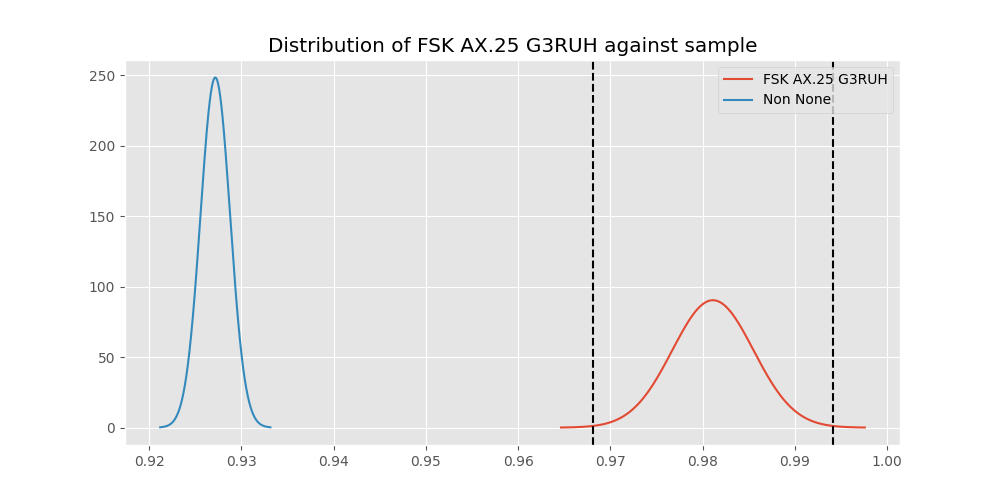 Distribution of FSK AX.25 G3RUH against sample
FSK AX.25 G3RUH
Non None
250
200
150
100
50
0
0.92 0.93 0.94 0.95 0.96 0.97 0.98 0.99 1.00